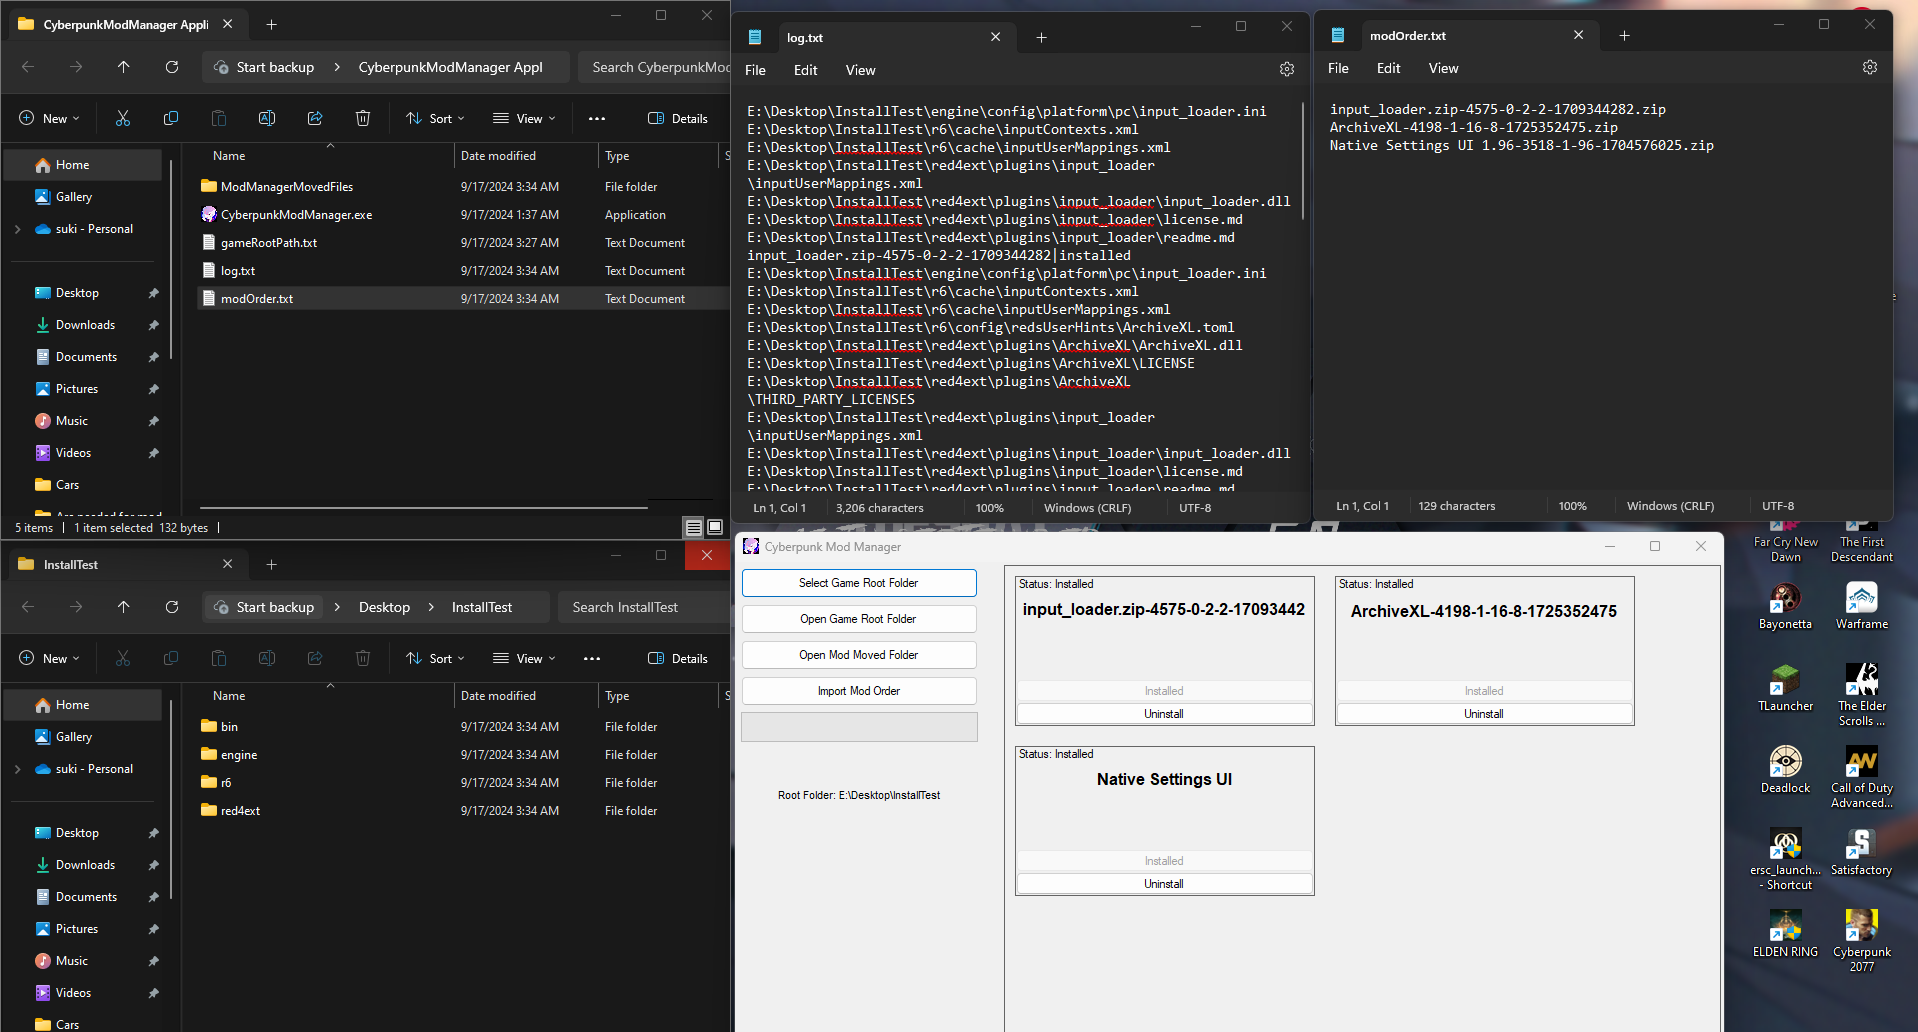 CyberpunkModManager Appli
Start backup > CyberpunkModManager Appl
Search CyberpunkMod
New
Sort
View
Details
Home
Gallery
suki - Personal
Desktop
Downloads
Documents
Pictures
Music
Videos
Cars
Name Date modified Type
ModManagerMovedFiles 9/17/2024 3:34 AM File folder
CyberpunkModManager.exe 9/17/2024 1:37 AM Application
gameRootPath.txt 9/17/2024 3:27 AM Text Document
log.txt 9/17/2024 3:34 AM Text Document
modOrder.txt 9/17/2024 3:34 AM Text Document
5 items | 1 item selected 132 bytes |
log.txt
File Edit View
E:\Desktop\InstallTest\engine\config\platform\pc\input_loader.ini
E:\Desktop\InstallTest\r6\cache\inputContexts.xml
E:\Desktop\InstallTest\r6\cache\inputUserMappings.xml
E:\Desktop\InstallTest\red4ext\plugins\input_loader
\inputUserMappings.xml
E:\Desktop\InstallTest\red4ext\plugins\input_loader\input_loader.dll
E:\Desktop\InstallTest\red4ext\plugins\input_loader\license.md
E:\Desktop\InstallTest\red4ext\plugins\input_loader\readme.md
input_loader.zip-4575-0-2-2-1709344282|installed
E:\Desktop\InstallTest\engine\config\platform\pc\input_loader.ini
E:\Desktop\InstallTest\r6\cache\inputContexts.xml
E:\Desktop\InstallTest\r6\cache\inputUserMappings.xml
E:\Desktop\InstallTest\r6\config\redsUserHints\ArchiveXL.toml
E:\Desktop\InstallTest\red4ext\plugins\ArchiveXL\ArchiveXL.dll
E:\Desktop\InstallTest\red4ext\plugins\ArchiveXL\LICENSE
E:\Desktop\InstallTest\red4ext\plugins\ArchiveXL
\THIRD_PARTY_LICENSES
E:\Desktop\InstallTest\red4ext\plugins\input_loader
\inputUserMappings.xml
E:\Desktop\InstallTest\red4ext\plugins\input_loader\input_loader.dll
E:\Desktop\InstallTest\red4ext\plugins\input_loader\license.md
E:\Desktop\InstallTest\red4ext\plugins\input_loader\readme.md
Ln 1, Col 1 3,206 characters 100% Windows (CRLF) UTF-8
modOrder.txt
File Edit View
input_loader.zip-4575-0-2-2-1709344282.zip
ArchiveXL-4198-1-16-8-1725352475.zip
Native Settings UI 1.96-3518-1-96-1704576025.zip
Ln 1, Col 1 129 characters 100% Windows (CRLF) UTF-8
InstallTest
Start backup > Desktop > InstallTest
Search InstallTest
New
Sort
View
Details
Home
Gallery
suki - Personal
Desktop
Downloads
Documents
Pictures
Music
Videos
Cars
Name Date modified Type
bin 9/17/2024 3:34 AM File folder
engine 9/17/2024 3:34 AM File folder
r6 9/17/2024 3:34 AM File folder
red4ext 9/17/2024 3:34 AM File folder
Cyberpunk Mod Manager
Select Game Root Folder
Open Game Root Folder
Open Mod Moved Folder
Import Mod Order
Root Folder: E:\Desktop\InstallTest
Status: Installed
input_loader.zip-4575-0-2-2-17093442
Installed
Uninstall
Status: Installed
ArchiveXL-4198-1-16-8-1725352475
Installed
Uninstall
Status: Installed
Native Settings UI
Installed
Uninstall
Far Cry New
Dawn
The First
Descendant
Bayonetta
Warframe
TLauncher
The Elder
Scrolls ...
Deadlock
Call of Duty
Advanced...
ersc_launch...
- Shortcut
Satisfactory
ELDEN RING
Cyberpunk
2077